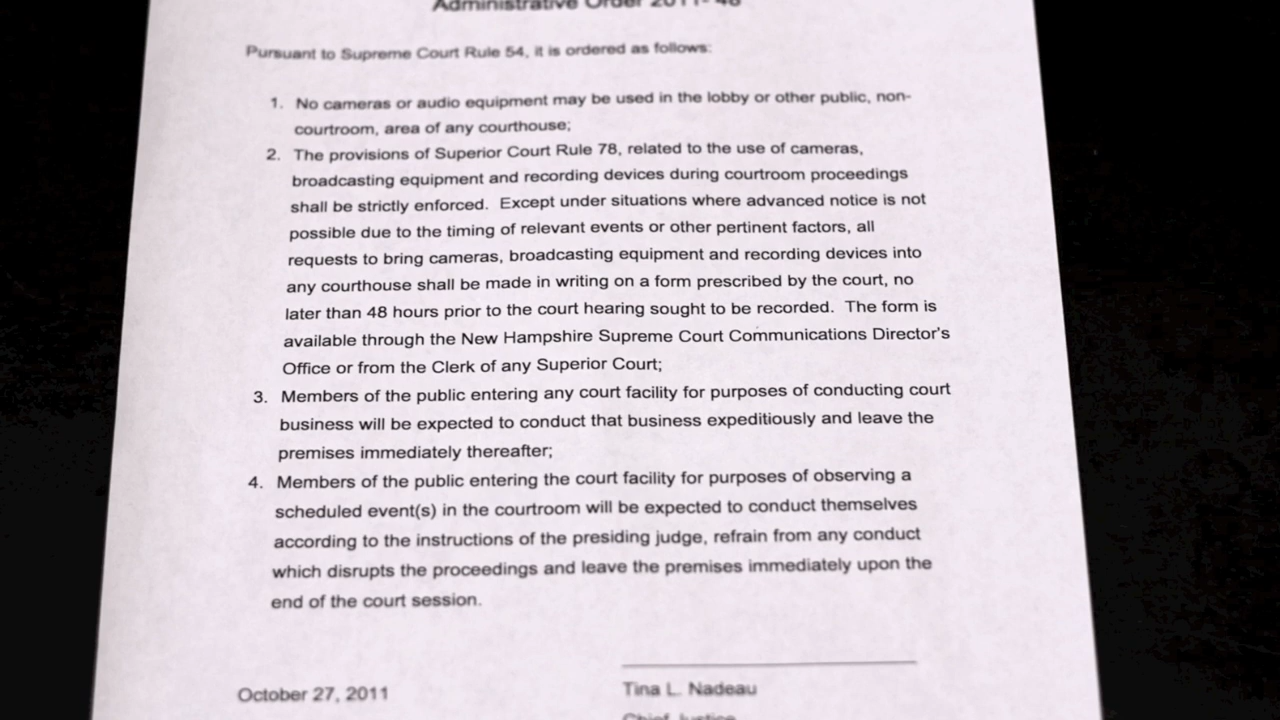 Administrative Order 2011-48
Pursuant to Supreme Court Rule 54, it is ordered as follows:
1. No cameras or audio equipment may be used in the lobby or other public, non-
courtroom, area of any courthouse;
2. The provisions of Superior Court Rule 78, related to the use of cameras,
broadcasting equipment and recording devices during courtroom proceedings
shall be strictly enforced. Except under situations where advanced notice is not
possible due to the timing of relevant events or other pertinent factors, all
requests to bring cameras, broadcasting equipment and recording devices into
any courthouse shall be made in writing on a form prescribed by the court, no
later than 48 hours prior to the court hearing sought to be recorded. The form is
available through the New Hampshire Supreme Court Communications Director's
Office or from the Clerk of any Superior Court;
3. Members of the public entering any court facility for purposes of conducting court
business will be expected to conduct that business expeditiously and leave the
premises immediately thereafter;
4. Members of the public entering the court facility for purposes of observing a
scheduled event(s) in the courtroom will be expected to conduct themselves
according to the instructions of the presiding judge, refrain from any conduct
which disrupts the proceedings and leave the premises immediately upon the
end of the court session.
October 27, 2011
Tina L. Nadeau
Chief Justice